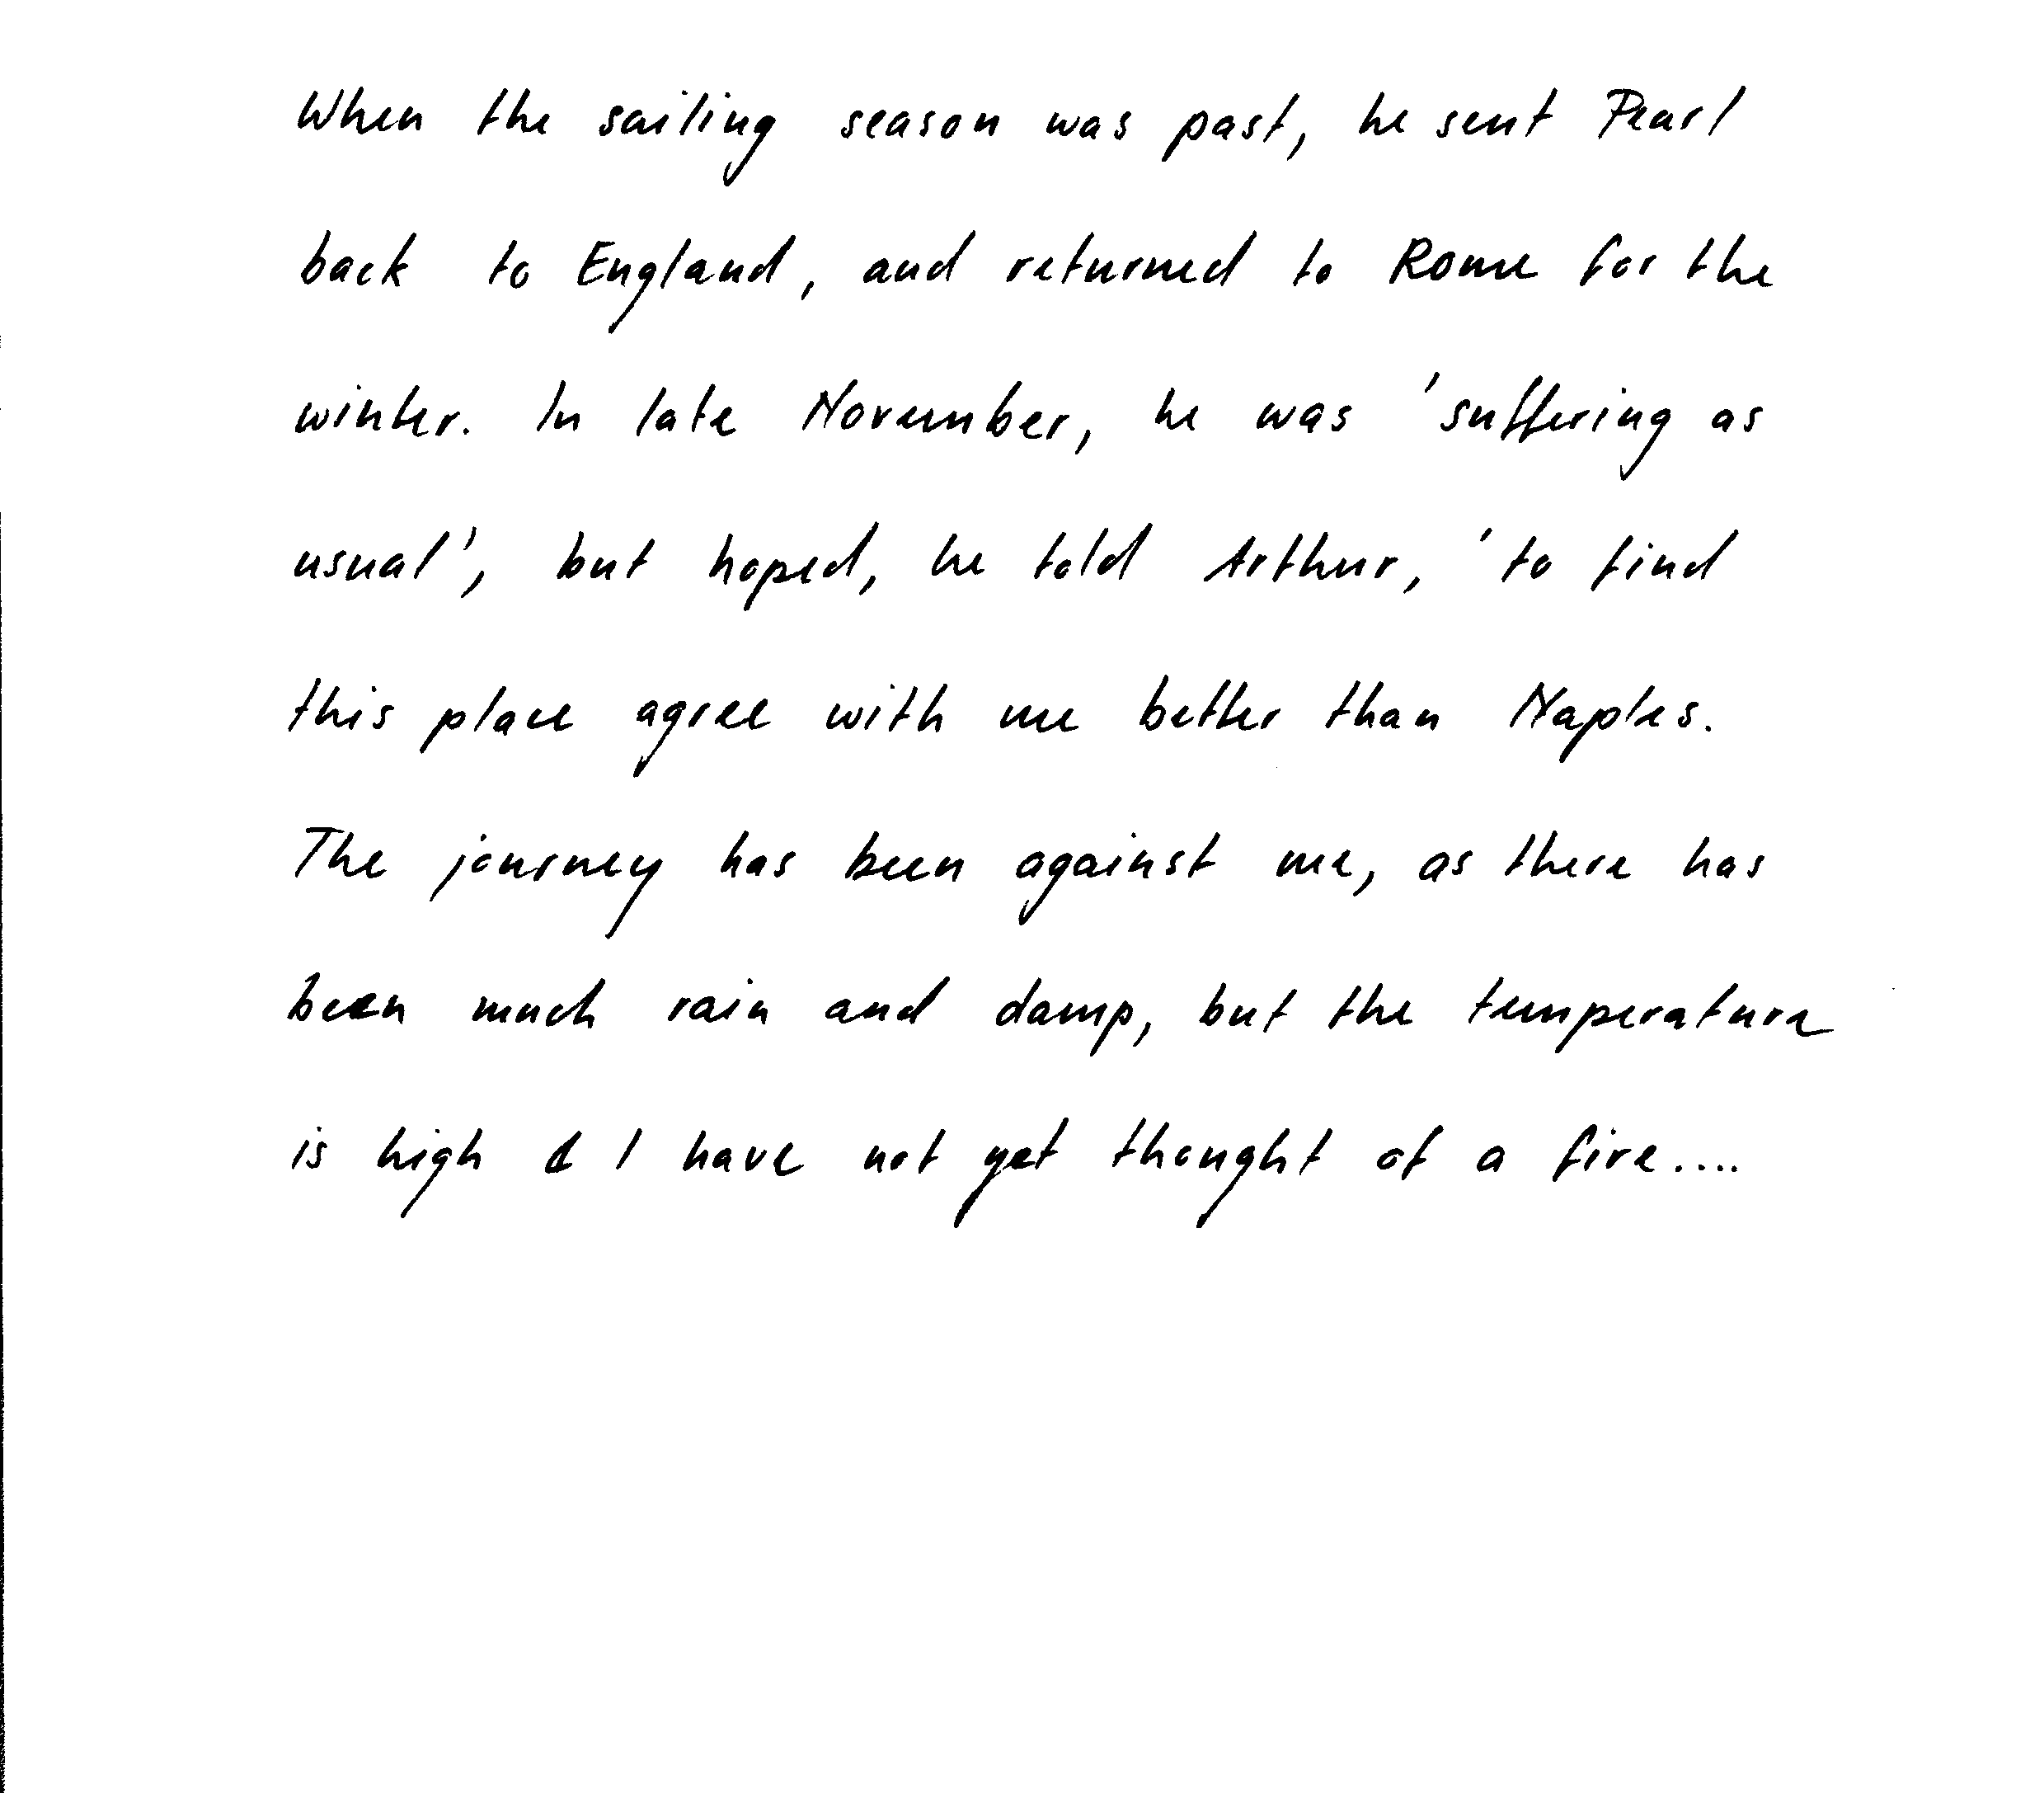 When the sailing season was past, he sent Pearl
back to England, and returned to Rome for the
winter. In late November, he was 'suffering as
usual', but hoped, he told Arthur, 'to find
this place agree with me better than Naples.
The journey has been against me, as there has
been much rain and damp, but the temperature
is high & I have not yet thought of a fire....